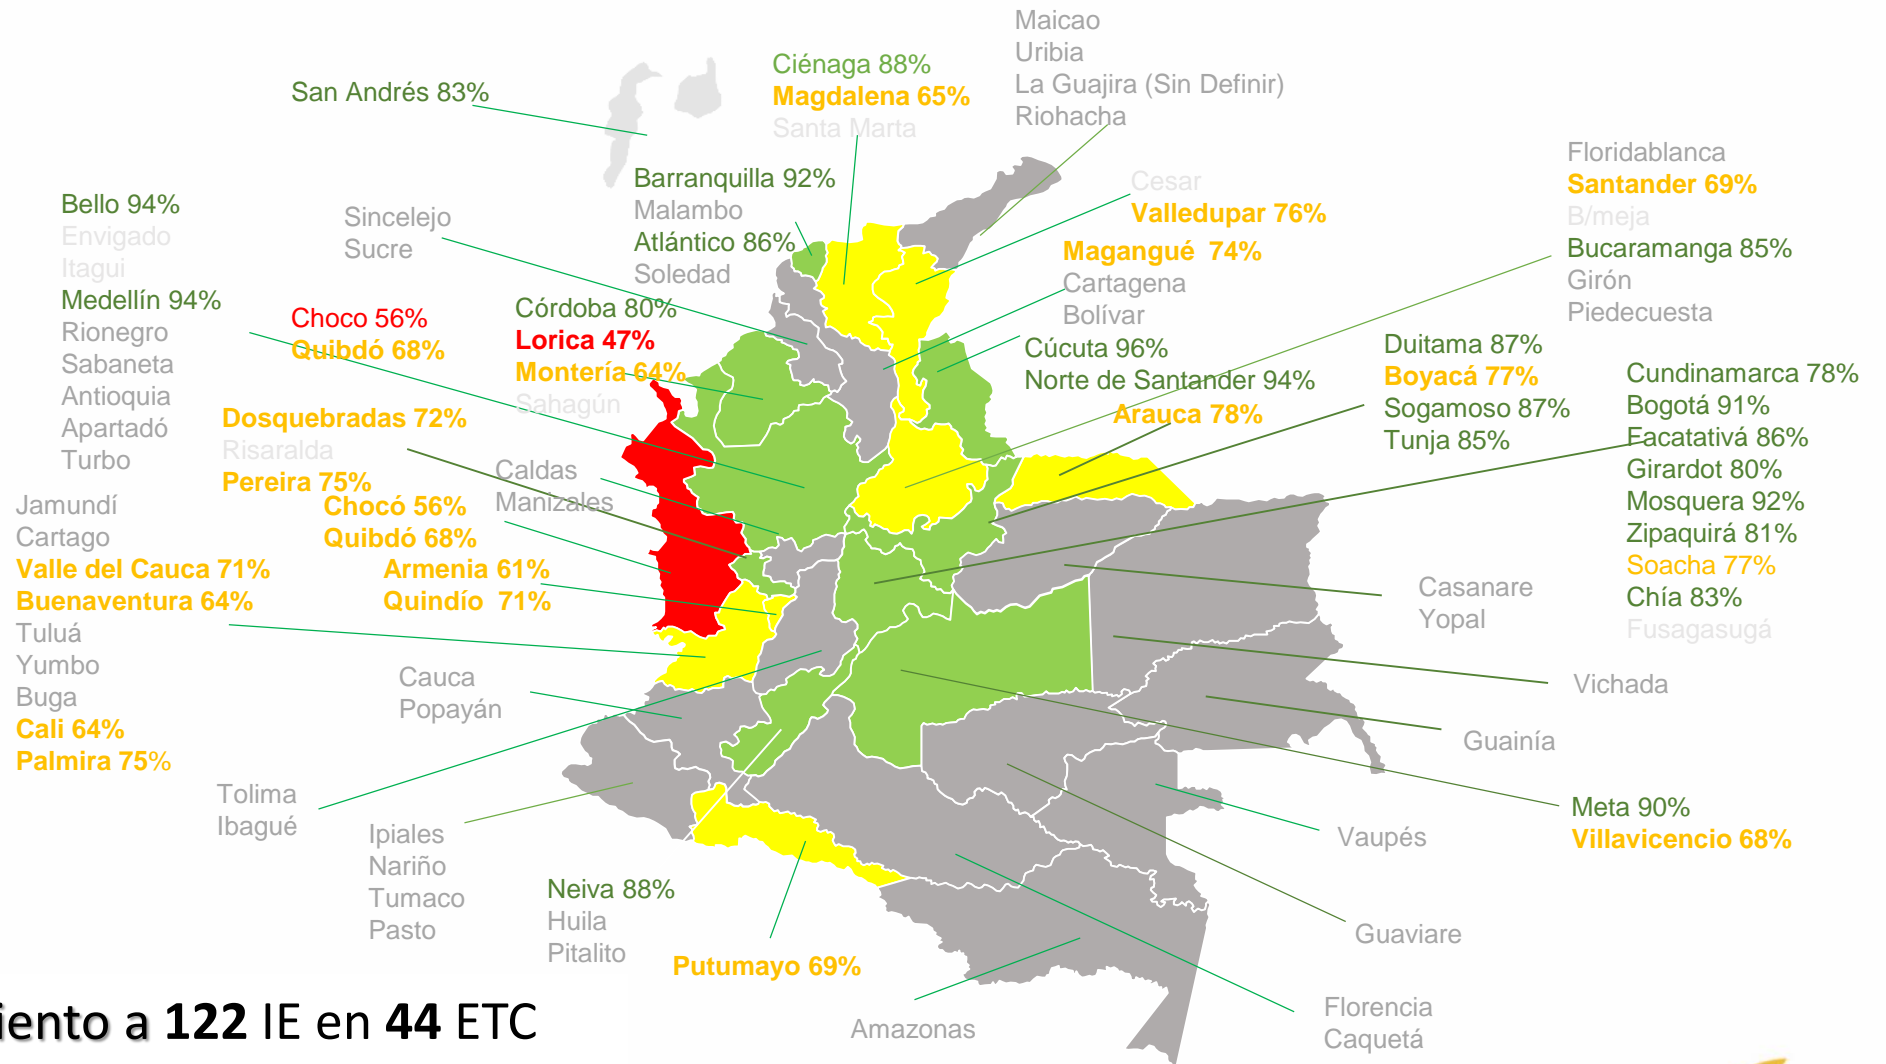 Maicao
Uribia
La Guajira (Sin Definir)
Riohacha
Ciénaga 88%
Magdalena 65%
Santa Marta
San Andrés 83%
Floridablanca
Santander 69%
B/meja
Bucaramanga 85%
Girón
Piedecuesta
Barranquilla 92%
Malambo
Atlántico 86%
Soledad
Cesar
Valledupar 76%
Bello 94%
Envigado
Itagui
Medellín 94%
Rionegro
Sabaneta
Antioquia
Apartadó
Turbo
Sincelejo
Sucre
Magangué 74%
Cartagena
Bolívar
Choco 56%
Quibdó 68%
Córdoba 80%
Lorica 47%
Montería 64%
Sahagún
Cúcuta 96%
Norte de Santander 94%
Arauca 78%
Duitama 87%
Boyacá 77%
Sogamoso 87%
Tunja 85%
Cundinamarca 78%
Bogotá 91%
Facatativá 86%
Girardot 80%
Mosquera 92%
Zipaquirá 81%
Soacha 77%
Chía 83%
Fusagasugá
Dosquebradas 72%
Risaralda
Pereira 75%
Caldas
Manizales
Chocó 56%
Quibdó 68%
Armenia 61%
Quindío 71%
Jamundí
Cartago
Valle del Cauca 71%
Buenaventura 64%
Tuluá
Yumbo
Buga
Cali 64%
Palmira 75%
Casanare
Yopal
Cauca
Popayán
Vichada
Guainía
Tolima
Ibagué
Ipiales
Nariño
Tumaco
Pasto
Meta 90%
Villavicencio 68%
Vaupés
Neiva 88%
Huila
Pitalito
Putumayo 69%
Guaviare
Amazonas
Florencia
Caquetá
iento a 122 IE en 44 ETC